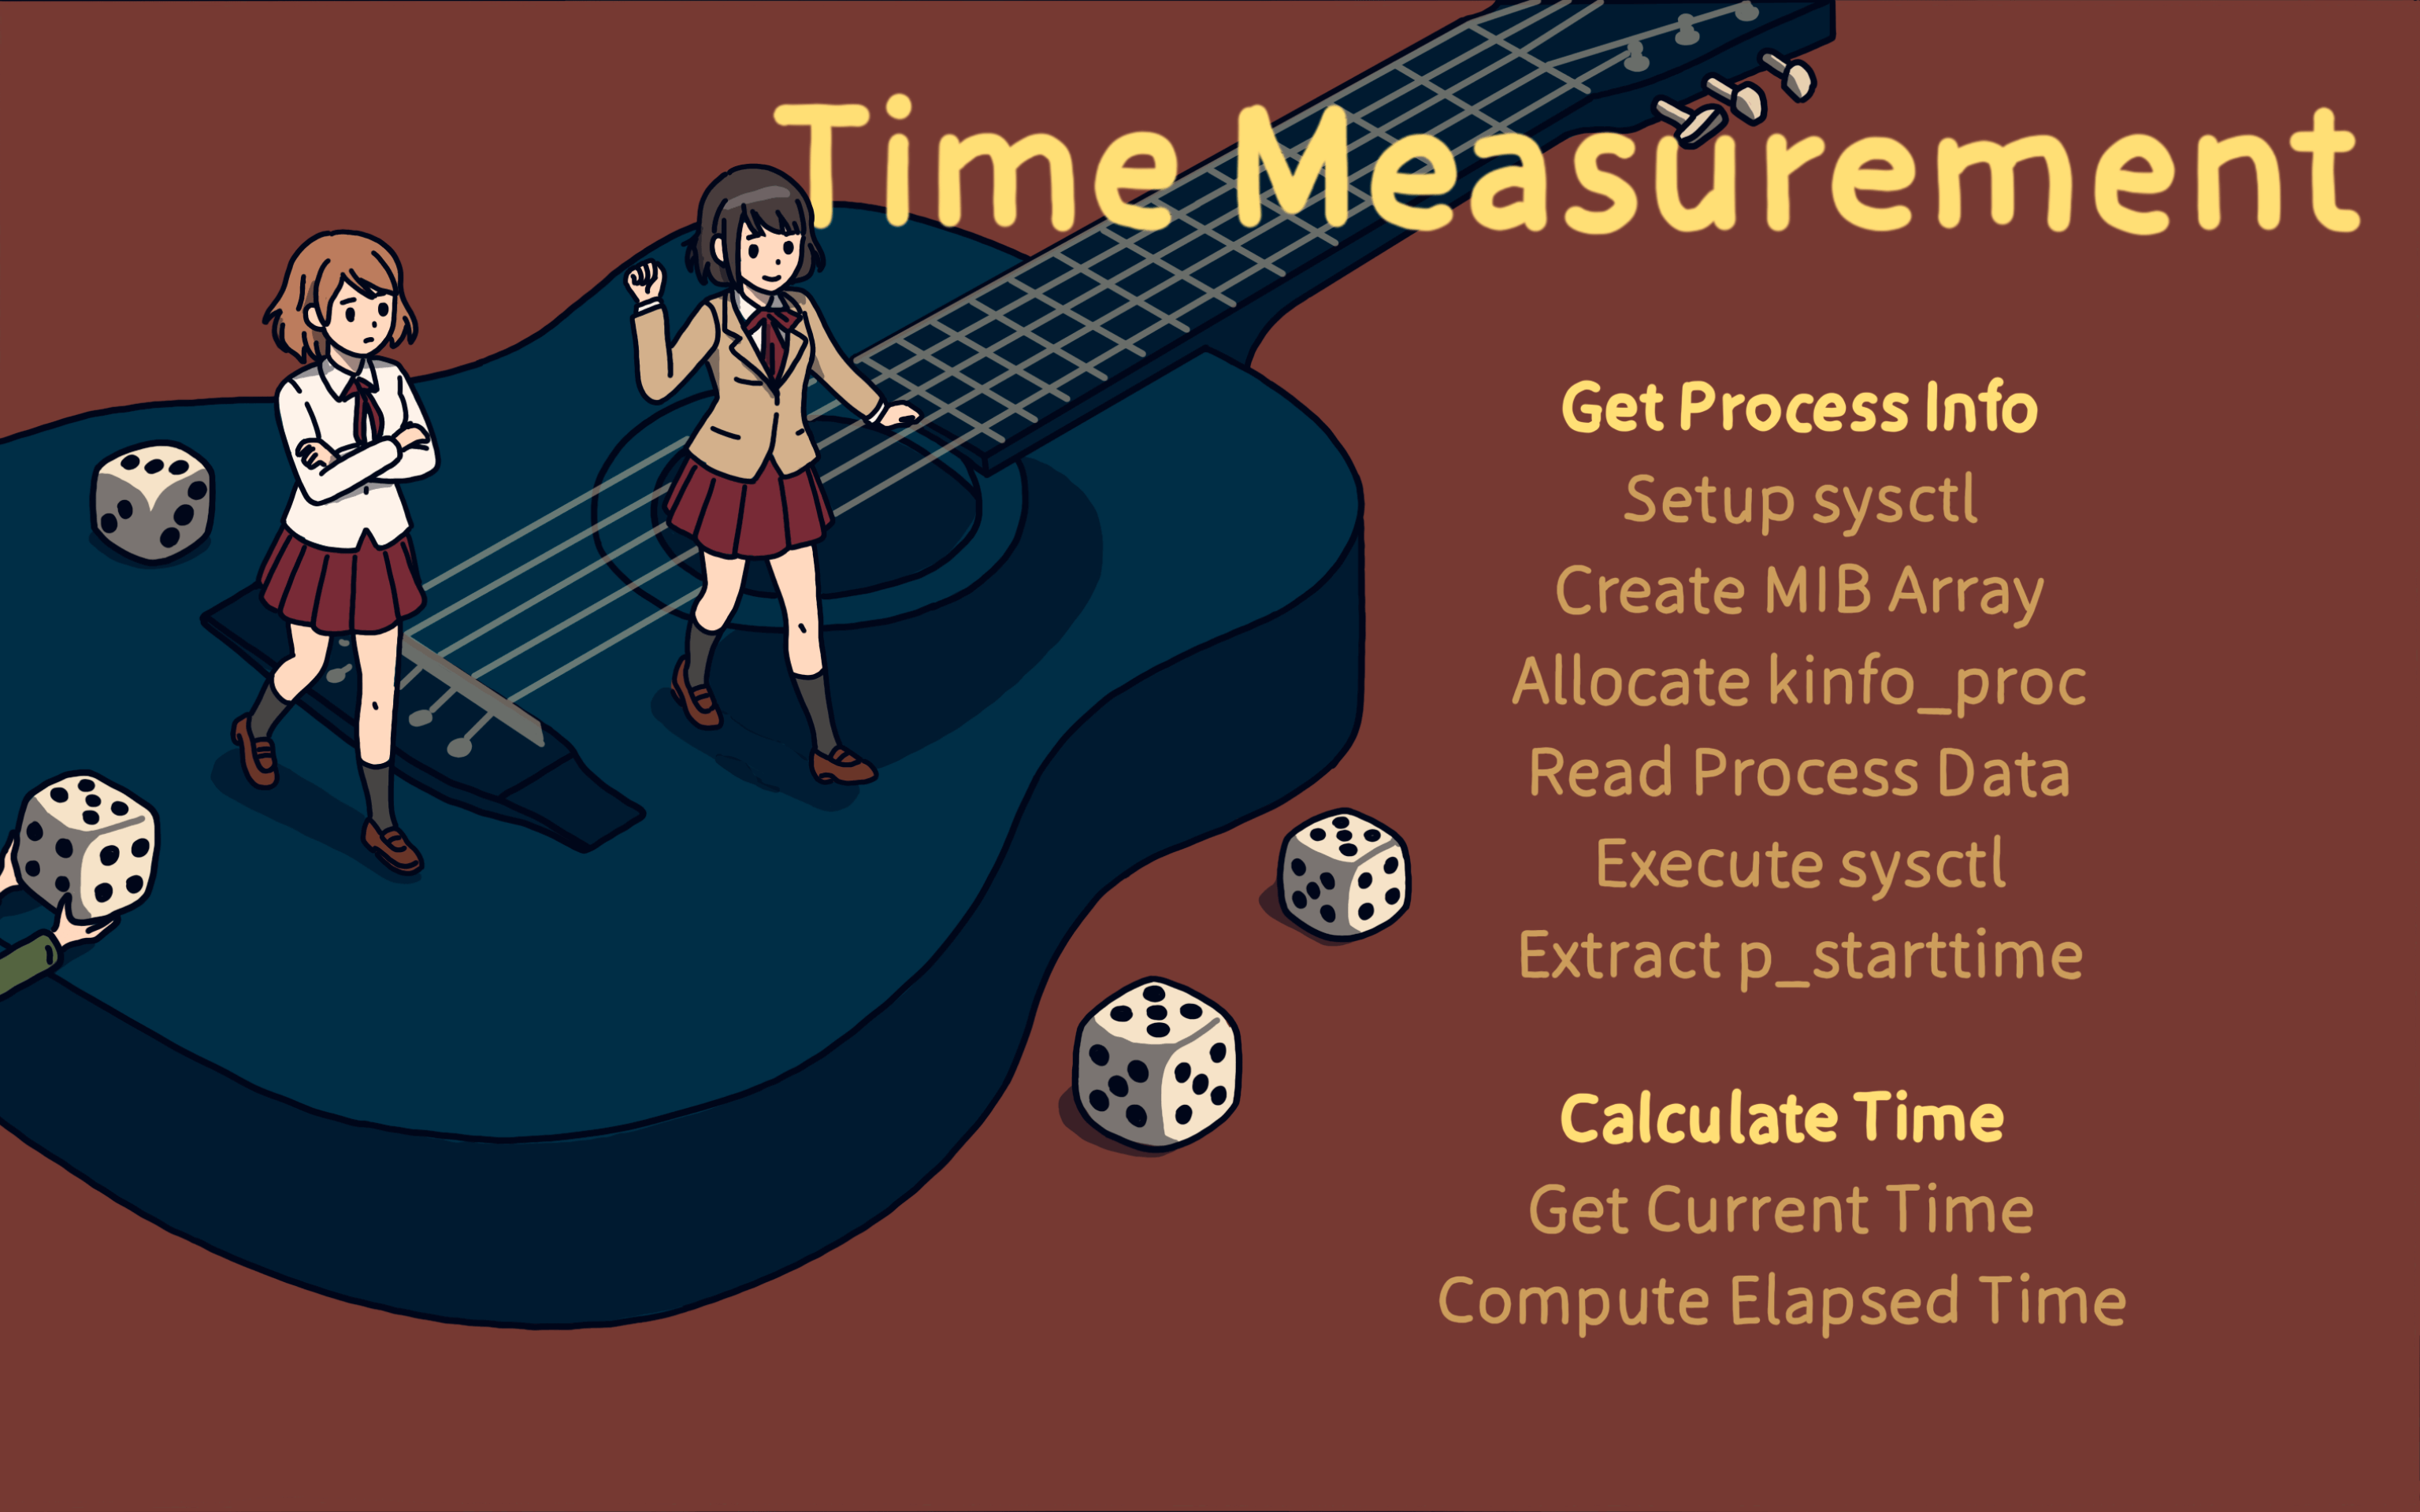 Time Measurement
Get Process Info
Setup sysctl
Create MIB Array
Allocate kinfo_proc
Read Process Data
Execute sysctl
Extract p_starttime
Calculate Time
Get Current Time
Compute Elapsed Time